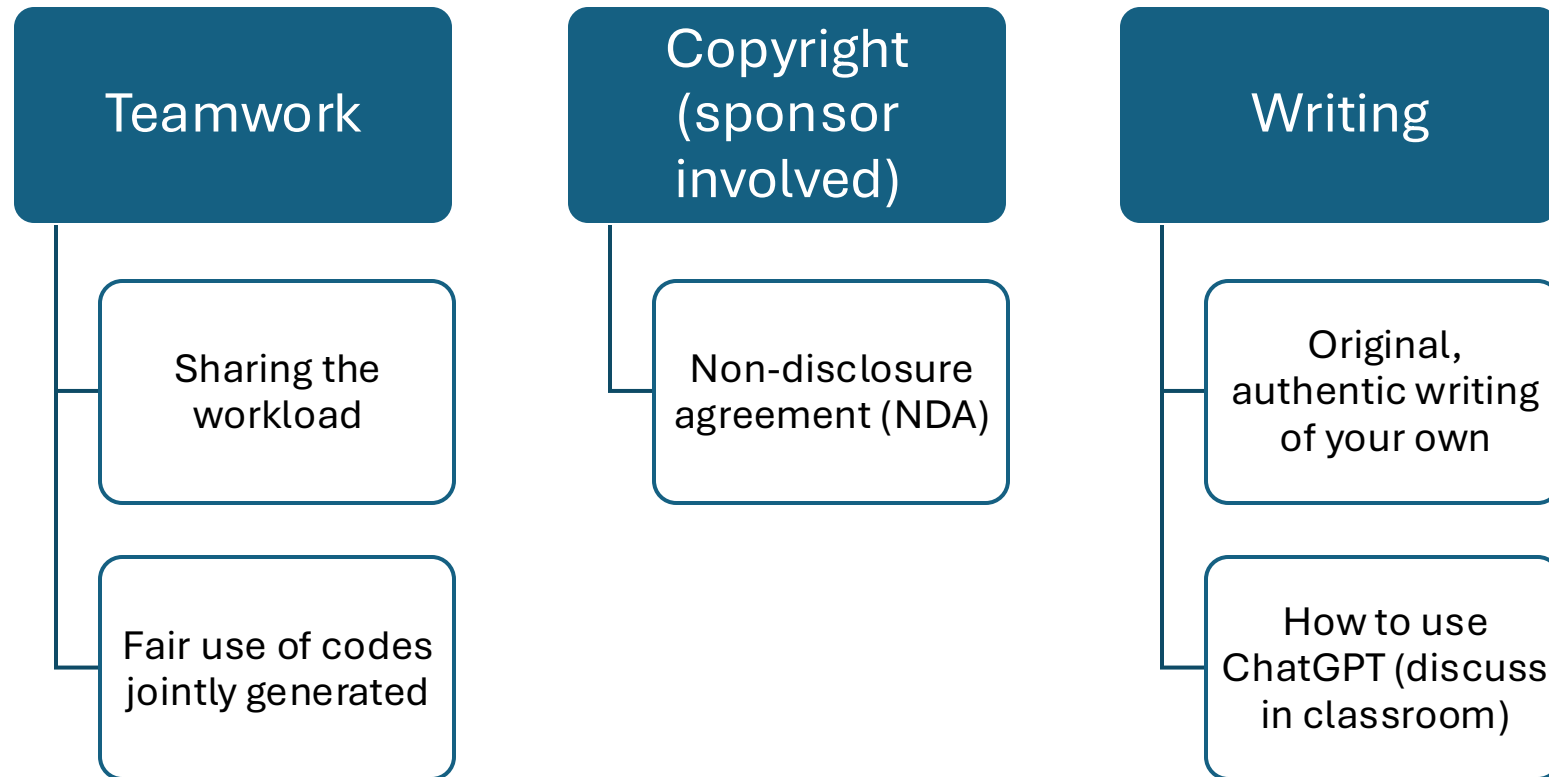 Teamwork
Sharing the
workload
Fair use of codes
jointly generated
Copyright
(sponsor
involved)
Non-disclosure
agreement (NDA)
Writing
Original,
authentic writing
of your own
How to use
ChatGPT (discuss
in classroom)